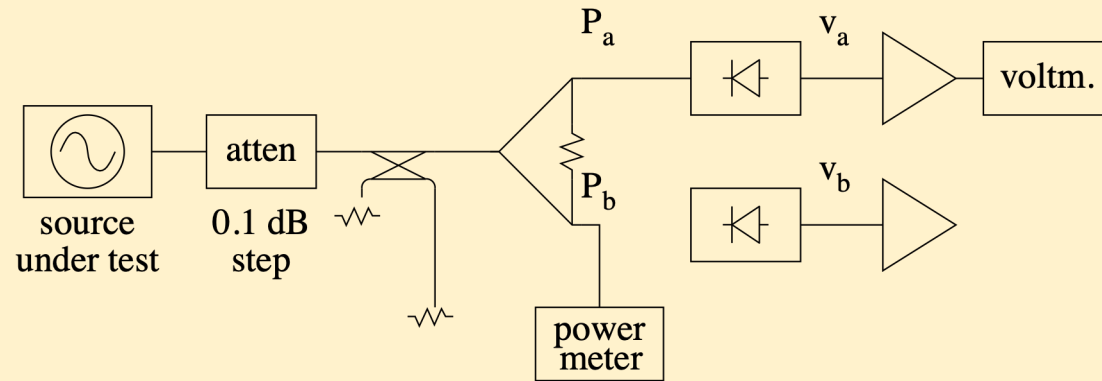 P_a
v_a
voltm.
atten
P_b
v_b
source
under test
0.1 dB
step
power
meter